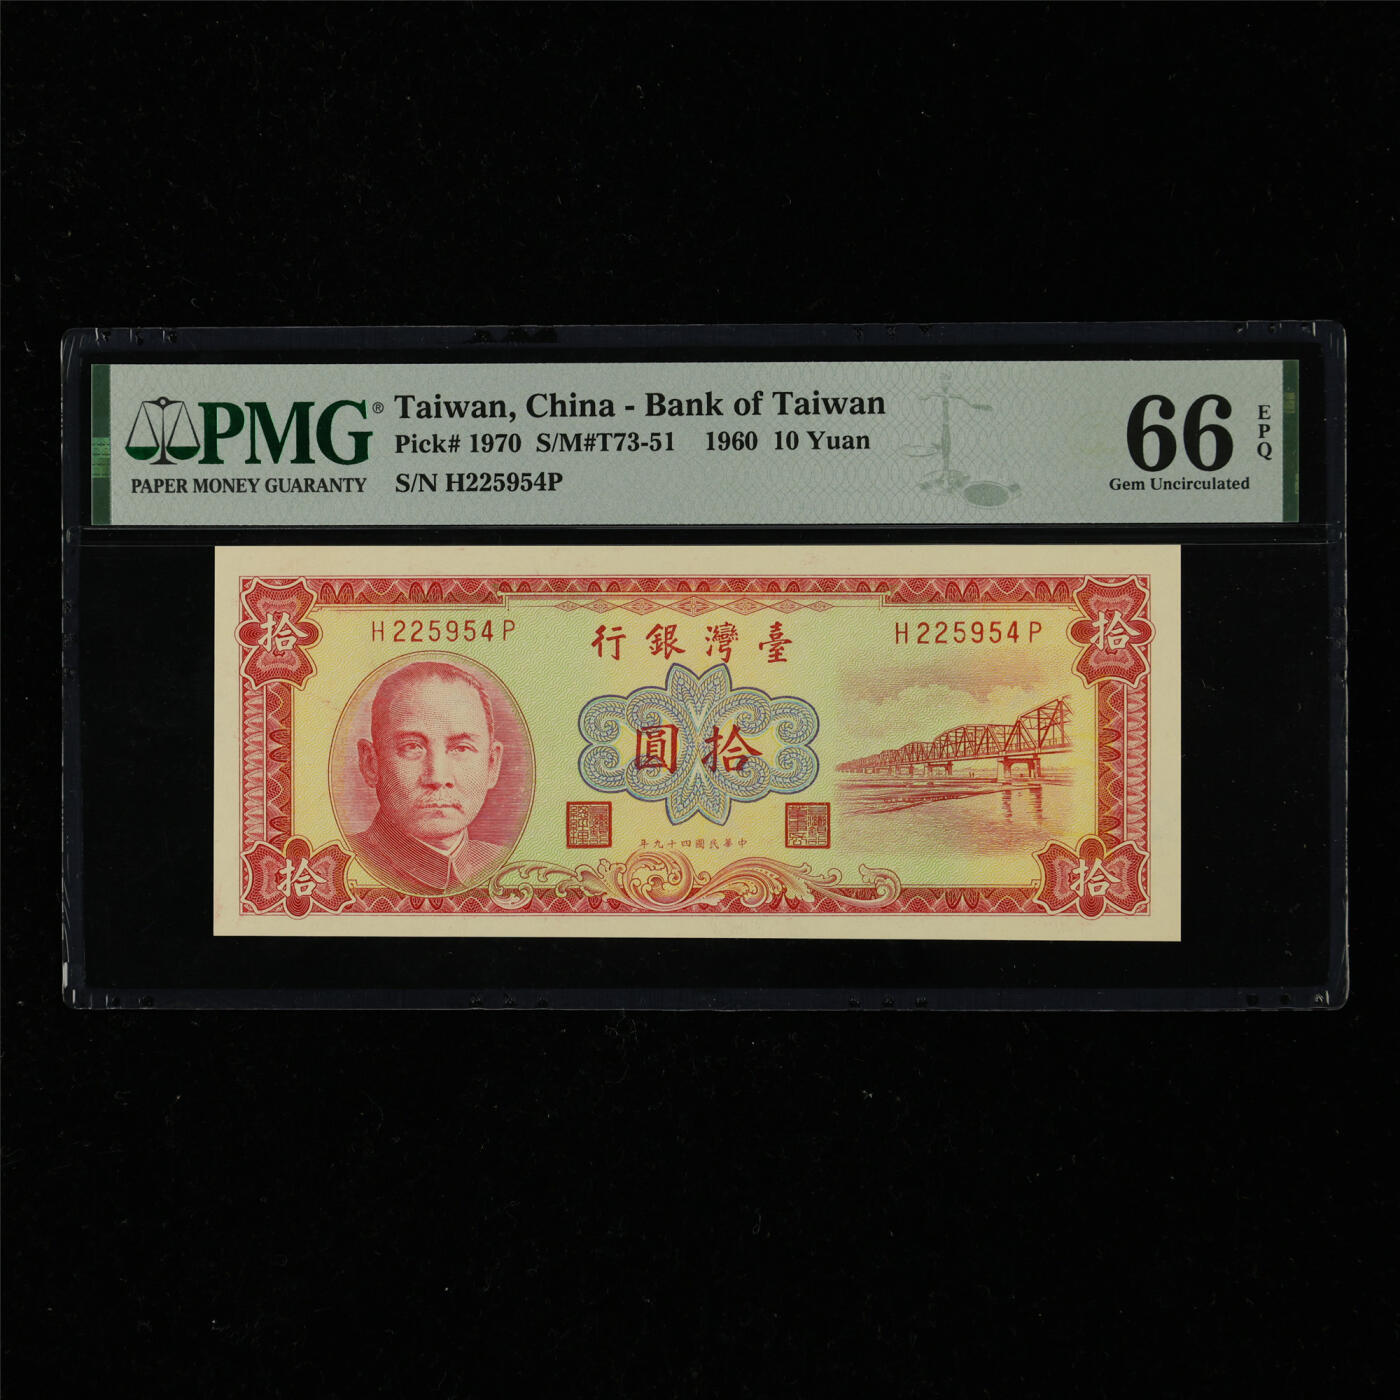 PMG®
PAPER MONEY GUARANTY
Taiwan, China - Bank of Taiwan
Pick# 1970 S/M#T73-51 1960 10 Yuan
S/N H225954P
66
EPQ
Gem Uncirculated
拾
拾
H225954P
行銀灣臺
H225954P
圓拾
年九十四國民華中
拾
拾